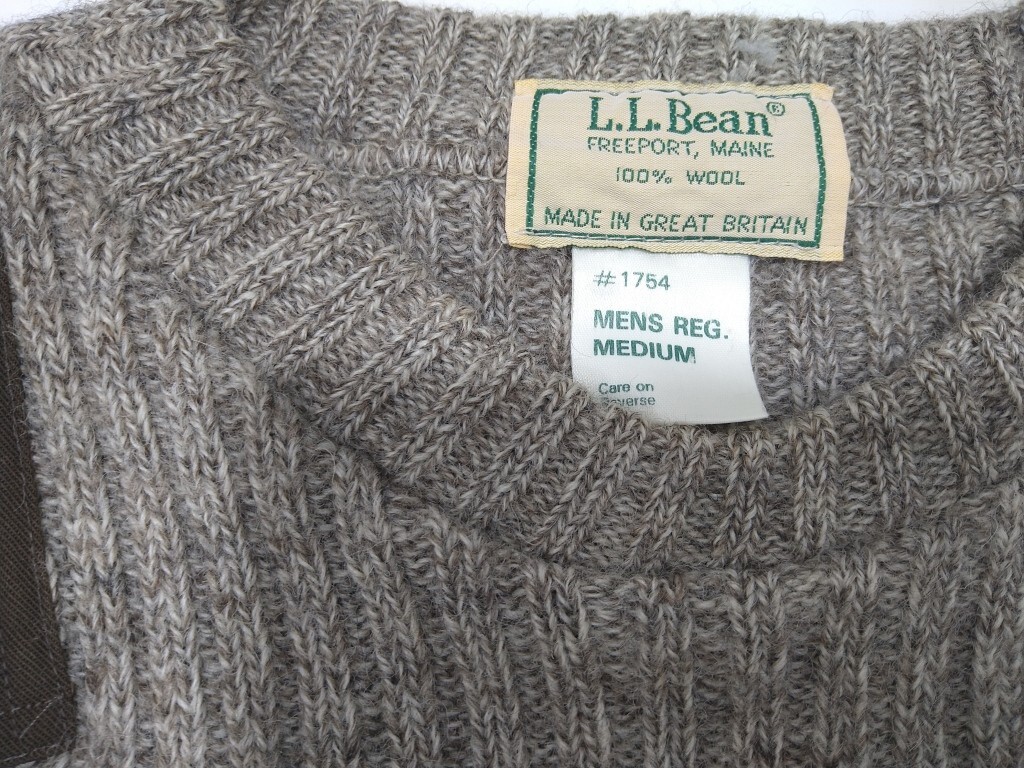 L.L.Bean®
FREEPORT, MAINE
100% WOOL
MADE IN GREAT BRITAIN
#1754
MENS REG.
MEDIUM
Care on